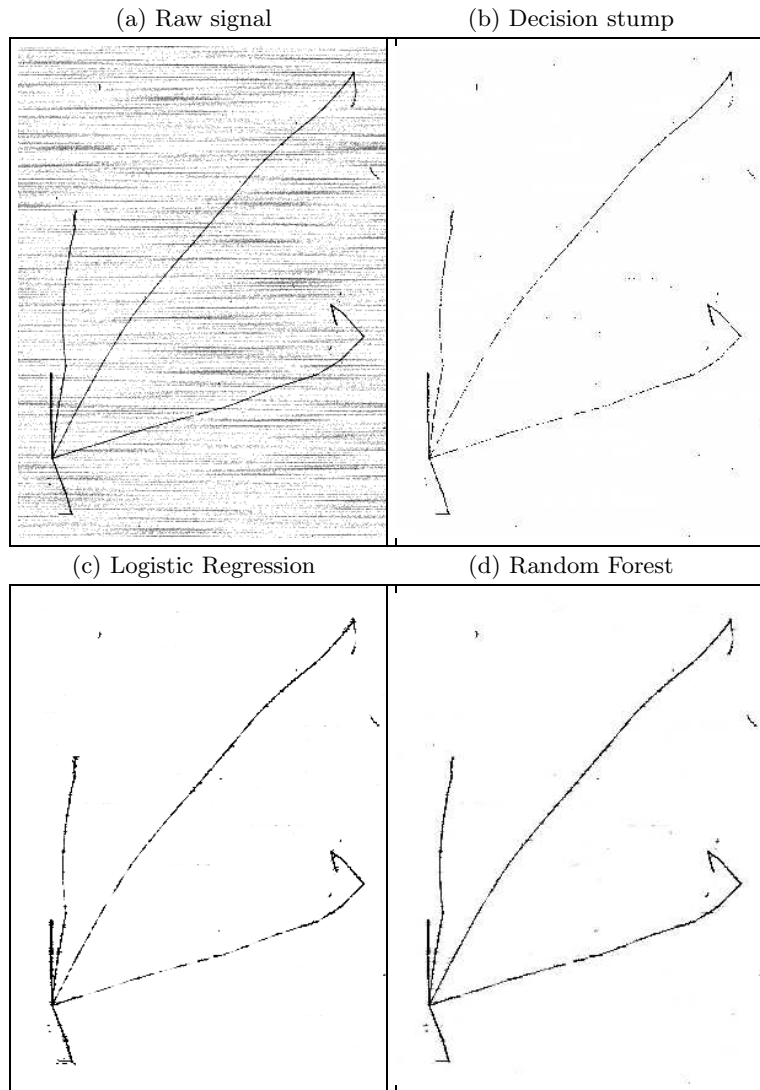 (a) Raw signal
(b) Decision stump
(c) Logistic Regression
(d) Random Forest